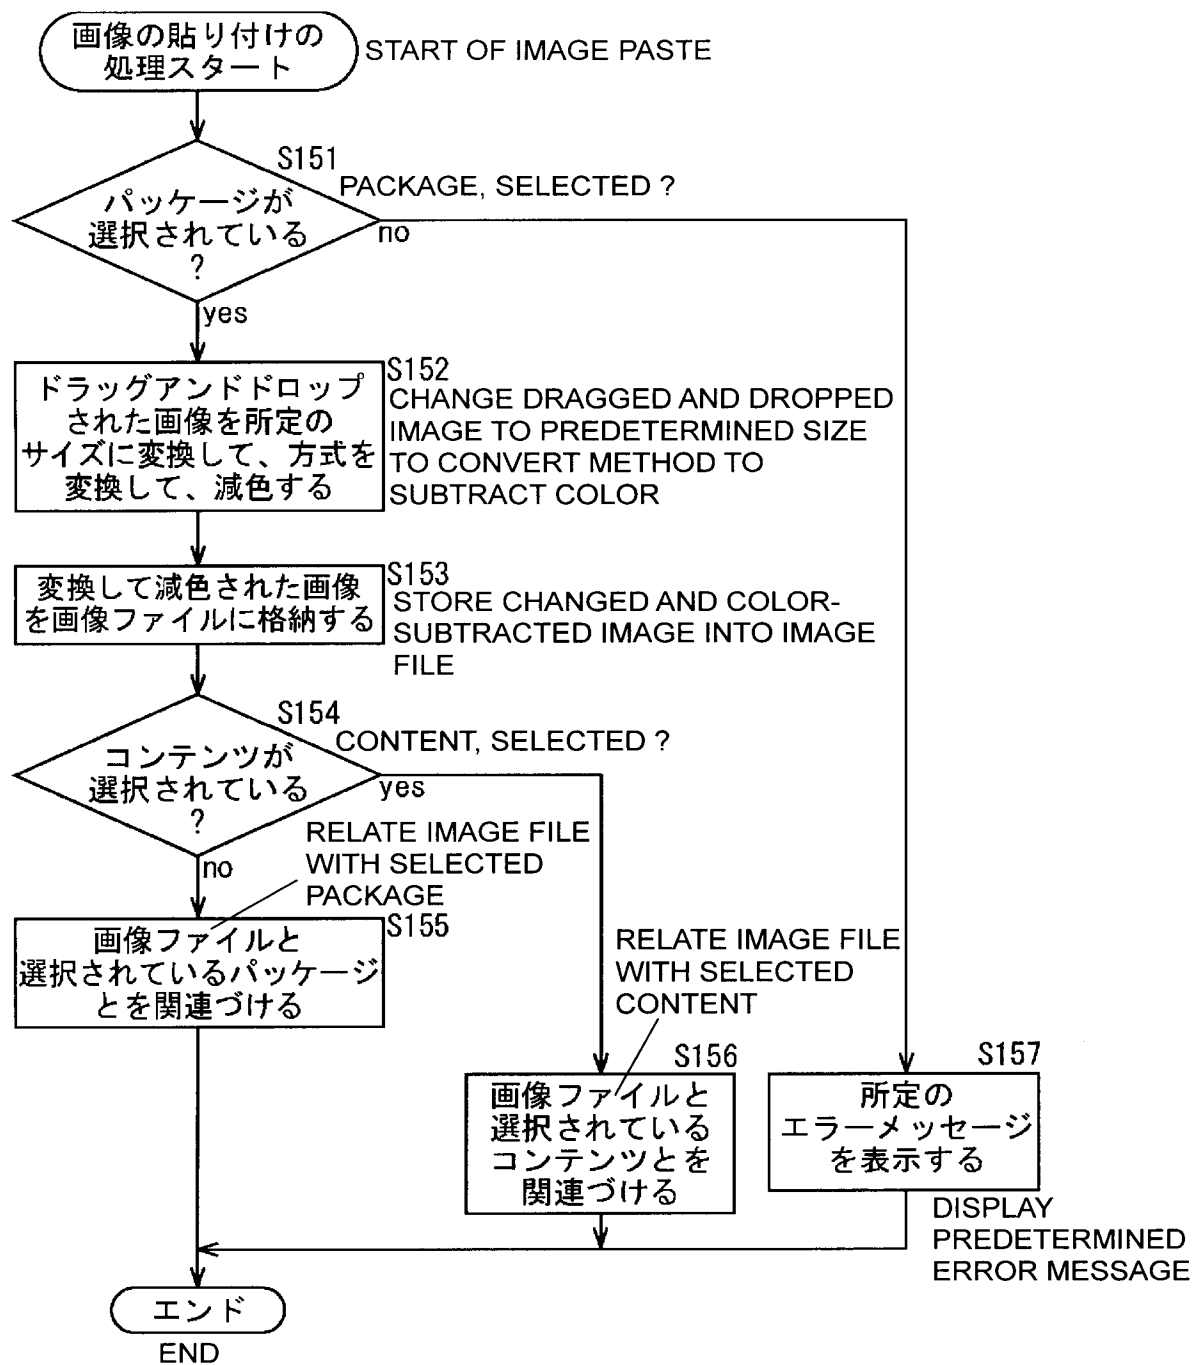 画像の貼り付けの
処理スタート
START OF IMAGE PASTE
S151
PACKAGE, SELECTED ?
パッケージが
選択されている
?
no
yes
S152
ドラッグアンドドロップ
された画像を所定の
サイズに変換して、方式を
変換して、減色する
CHANGE DRAGGED AND DROPPED
IMAGE TO PREDETERMINED SIZE
TO CONVERT METHOD TO
SUBTRACT COLOR
S153
変換して減色された画像
を画像ファイルに格納する
STORE CHANGED AND COLOR-
SUBTRACTED IMAGE INTO IMAGE
FILE
S154
CONTENT, SELECTED ?
コンテンツが
選択されている
?
yes
no
RELATE IMAGE FILE
WITH SELECTED
PACKAGE
S155
画像ファイルと
選択されているパッケージ
とを関連づける
RELATE IMAGE FILE
WITH SELECTED
CONTENT
S156
画像ファイルと
選択されている
コンテンツとを
関連づける
S157
所定の
エラーメッセージ
を表示する
DISPLAY
PREDETERMINED
ERROR MESSAGE
エンド
END